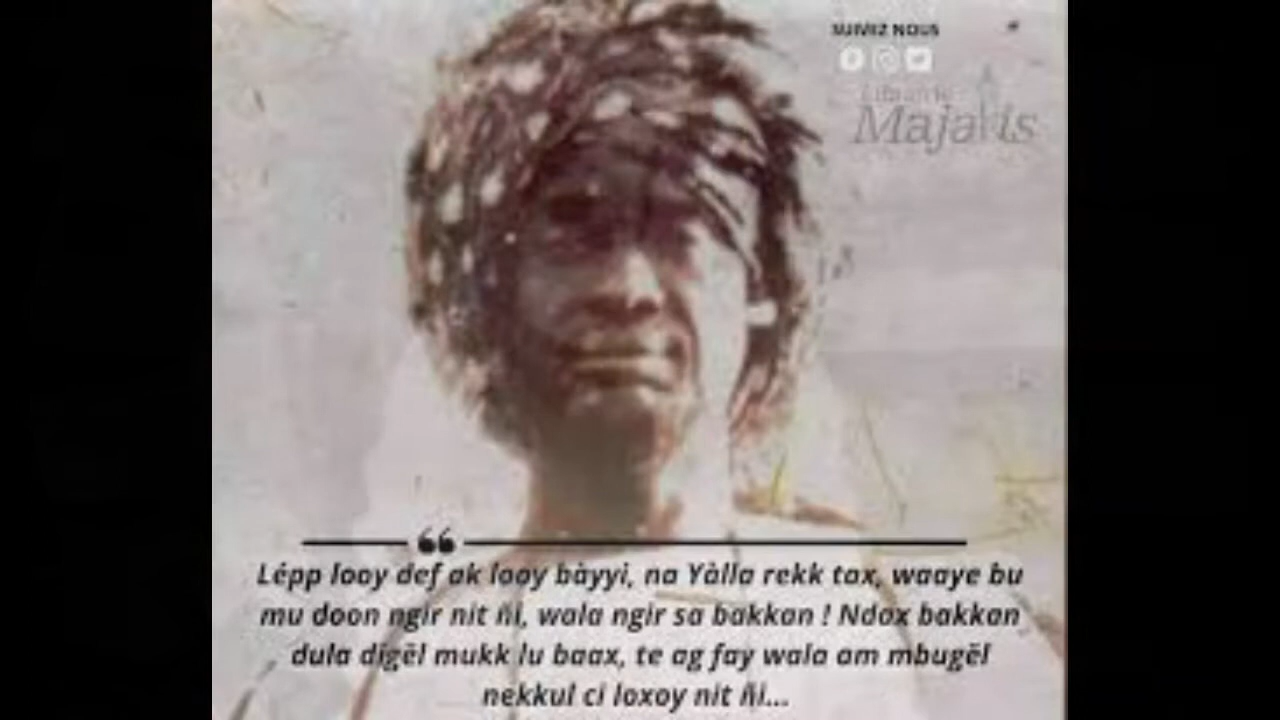 SUIVEZ NOUS
Librairie
Majalis
Lépp looy def ak looy bàyyi, na Yàlla rekk tax, waaye bu
mu doon ngir nit ñi, wala ngir sa bakkan ! Ndax bakkan
dula digël mukk lu baax, te ag fay wala am mbugël
nekkul ci loxoy nit ñi...